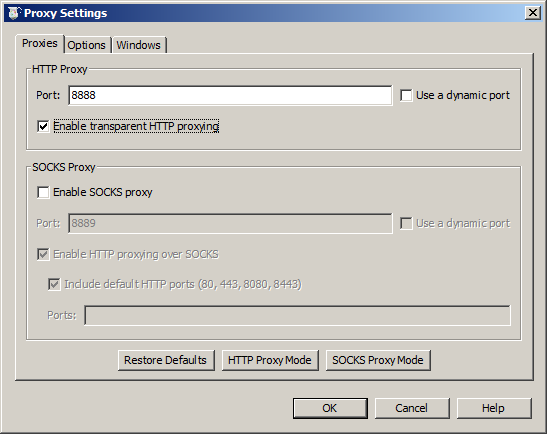 Proxy Settings
Proxies Options Windows
HTTP Proxy
Port: 8888 Use a dynamic port
Enable transparent HTTP proxying
SOCKS Proxy
Enable SOCKS proxy
Port: 8889 Use a dynamic port
Enable HTTP proxying over SOCKS
Include default HTTP ports (80, 443, 8080, 8443)
Ports:
Restore Defaults HTTP Proxy Mode SOCKS Proxy Mode
OK Cancel Help